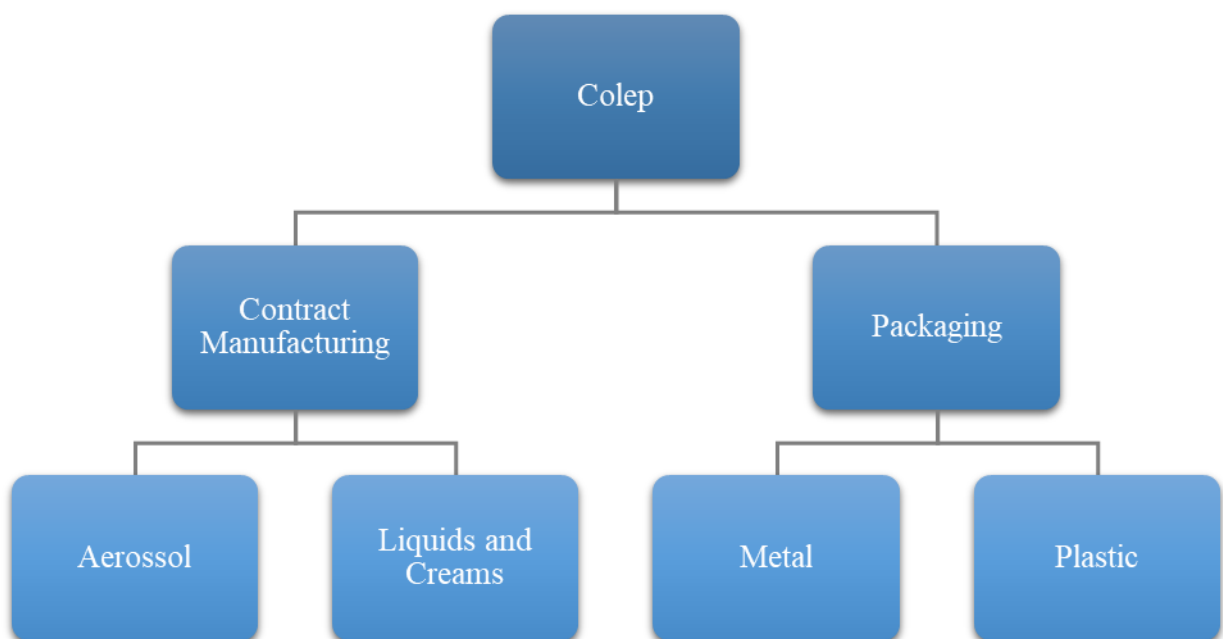 Colep
Contract
Manufacturing
Packaging
Aerossol
Liquids and
Creams
Metal
Plastic